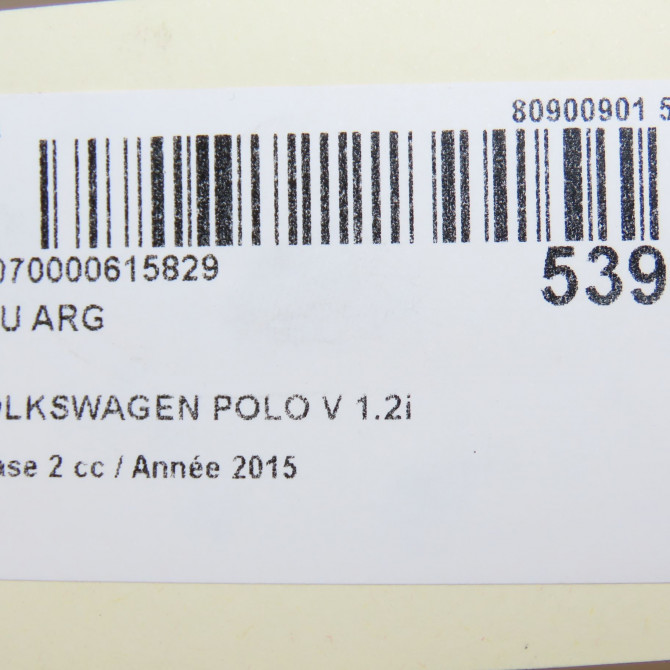 80900901 5
070000615829
539
U ARG
OLKSWAGEN POLO V 1.2i
ase 2 cc / Année 2015